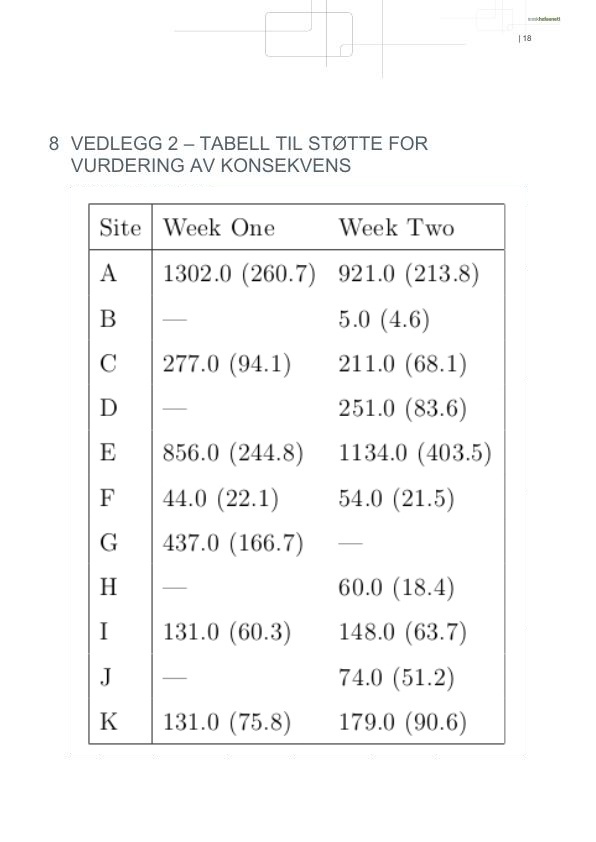 norskhelsenett
| 18
8 VEDLEGG 2 – TABELL TIL STØTTE FOR
VURDERING AV KONSEKVENS
Site Week One Week Two
A 1302.0 (260.7) 921.0 (213.8)
B — 5.0 (4.6)
C 277.0 (94.1) 211.0 (68.1)
D — 251.0 (83.6)
E 856.0 (244.8) 1134.0 (403.5)
F 44.0 (22.1) 54.0 (21.5)
G 437.0 (166.7) —
H — 60.0 (18.4)
I 131.0 (60.3) 148.0 (63.7)
J — 74.0 (51.2)
K 131.0 (75.8) 179.0 (90.6)